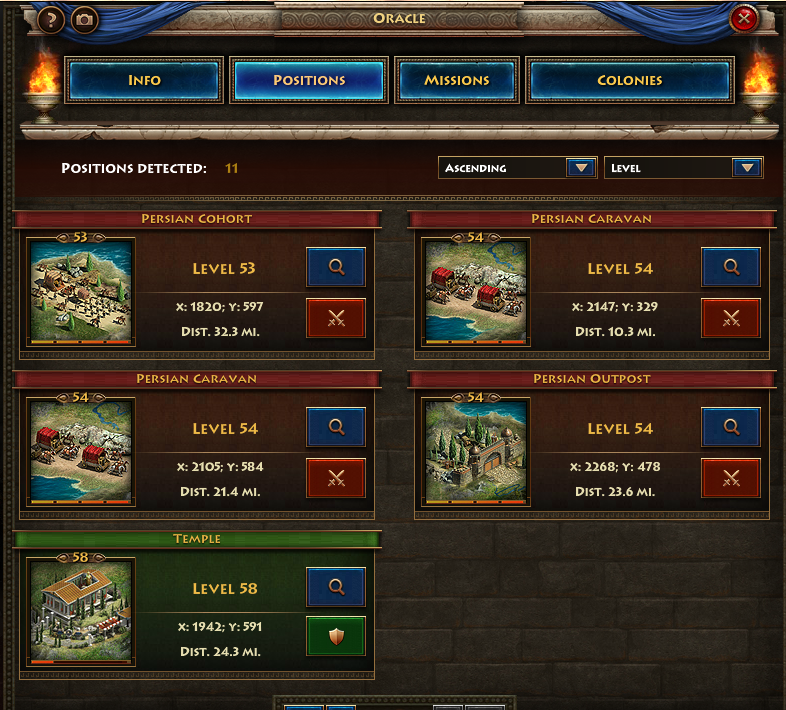 ?
Oracle
Info
Positions
Missions
Colonies
Positions detected: 11
Ascending
Level
Persian Cohort
53
Level 53
X: 1820; Y: 597
Dist. 32.3 mi.
Persian Caravan
54
Level 54
X: 2147; Y: 329
Dist. 10.3 mi.
Persian Caravan
54
Level 54
X: 2105; Y: 584
Dist. 21.4 mi.
Persian Outpost
54
Level 54
X: 2268; Y: 478
Dist. 23.6 mi.
Temple
58
Level 58
X: 1942; Y: 591
Dist. 24.3 mi.